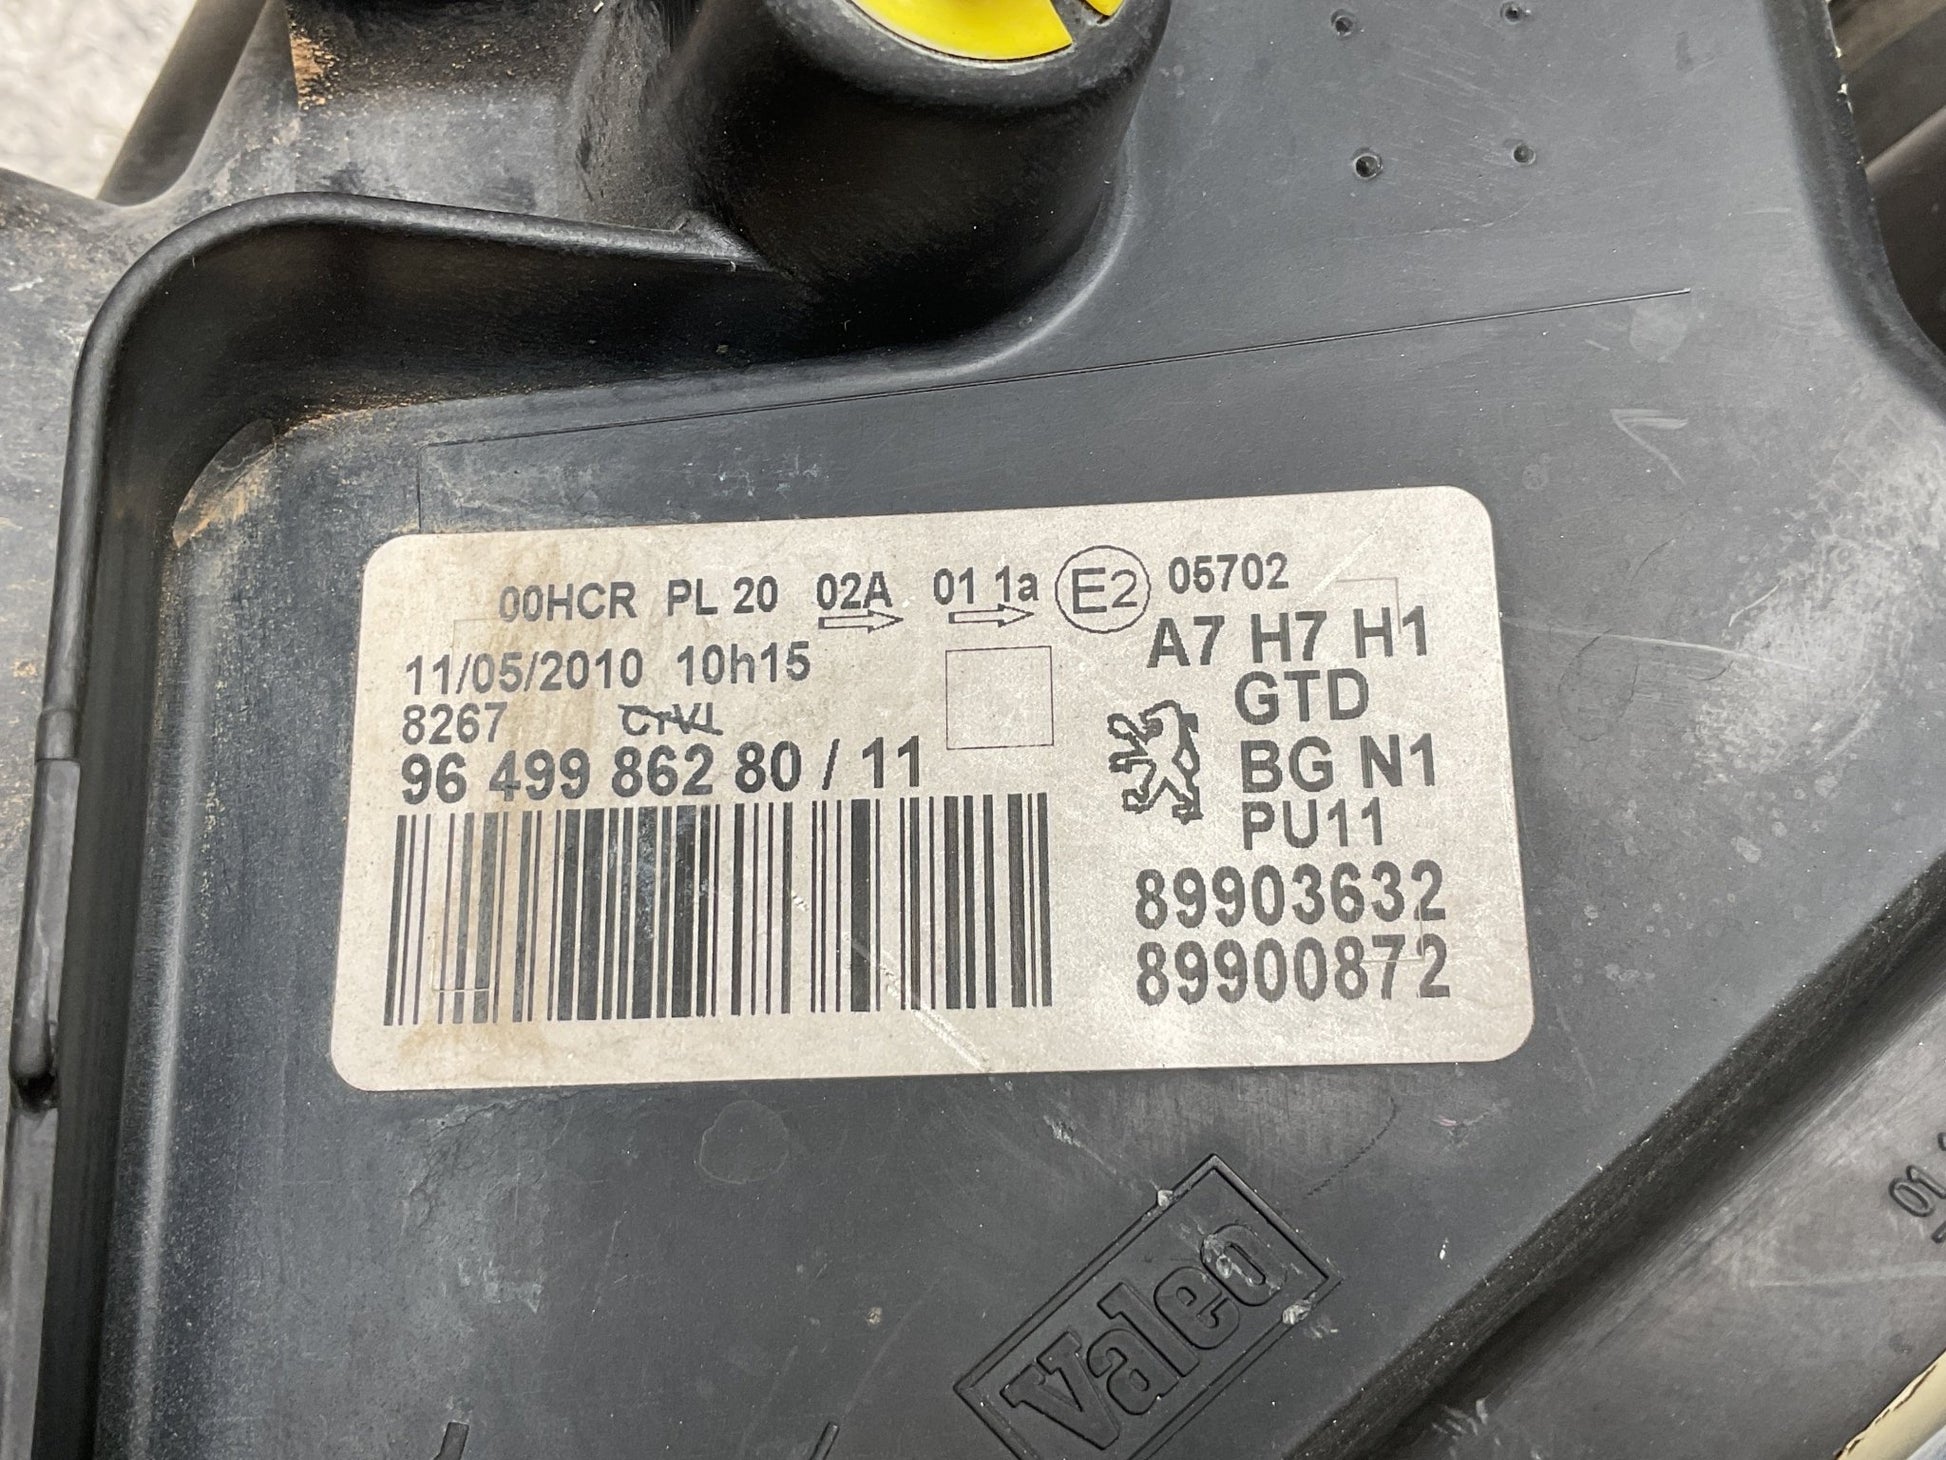 00HCR PL 20 02A 01 1a E2 05702
11/05/2010 10h15
A7 H7 H1
8267
GTD
96 499 862 80 / 11
BG N1
PU11
89903632
89900872
Valeo
01